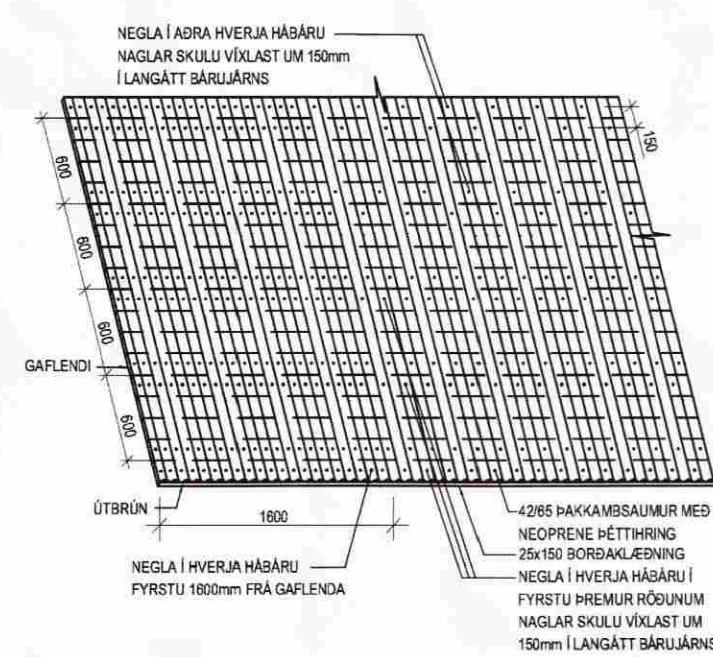 NEGLA Í AÐRA HVERJA HÁBÁRU
NAGLAR SKULU VÍXLAST UM 150mm
Í LANGÁTT BÁRUJÁRNS
150
600
600
600
600
GAFLENDI
ÚTBRÚN
1600
NEGLA Í HVERJA HÁBÁRU
FYRSTU 1600mm FRÁ GAFLENDA
42/65 ÞAKKAMBSAUMUR MEÐ
NEOPRENE ÞÉTTIHRING
25x150 BORÐAKLÆÐNING
NEGLA Í HVERJA HÁBÁRU Í
FYRSTU ÞREMUR RÖÐUNUM
NAGLAR SKULU VÍXLAST UM
150mm Í LANGÁTT BÁRUJÁRNS